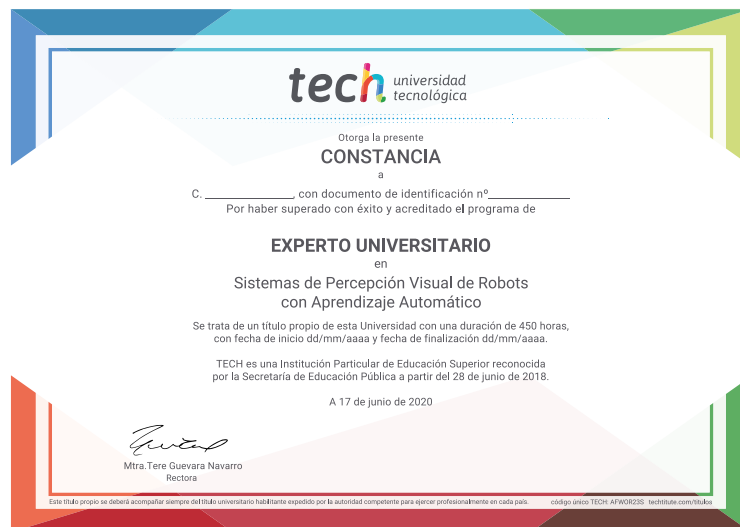 tech universidad
tecnológica
Otorga la presente
CONSTANCIA
a
C. ______________, con documento de identificación nº______________
Por haber superado con éxito y acreditado el programa de
EXPERTO UNIVERSITARIO
en
Sistemas de Percepción Visual de Robots
con Aprendizaje Automático
Se trata de un título propio de esta Universidad con una duración de 450 horas,
con fecha de inicio dd/mm/aaaa y fecha de finalización dd/mm/aaaa.
TECH es una Institución Particular de Educación Superior reconocida
por la Secretaría de Educación Pública a partir del 28 de junio de 2018.
A 17 de junio de 2020
Mtra.Tere Guevara Navarro
Rectora
Este título propio se deberá acompañar siempre del título universitario habilitante expedido por la autoridad competente para ejercer profesionalmente en cada país. código único TECH: AFWOR23S techtitute.com/titulos